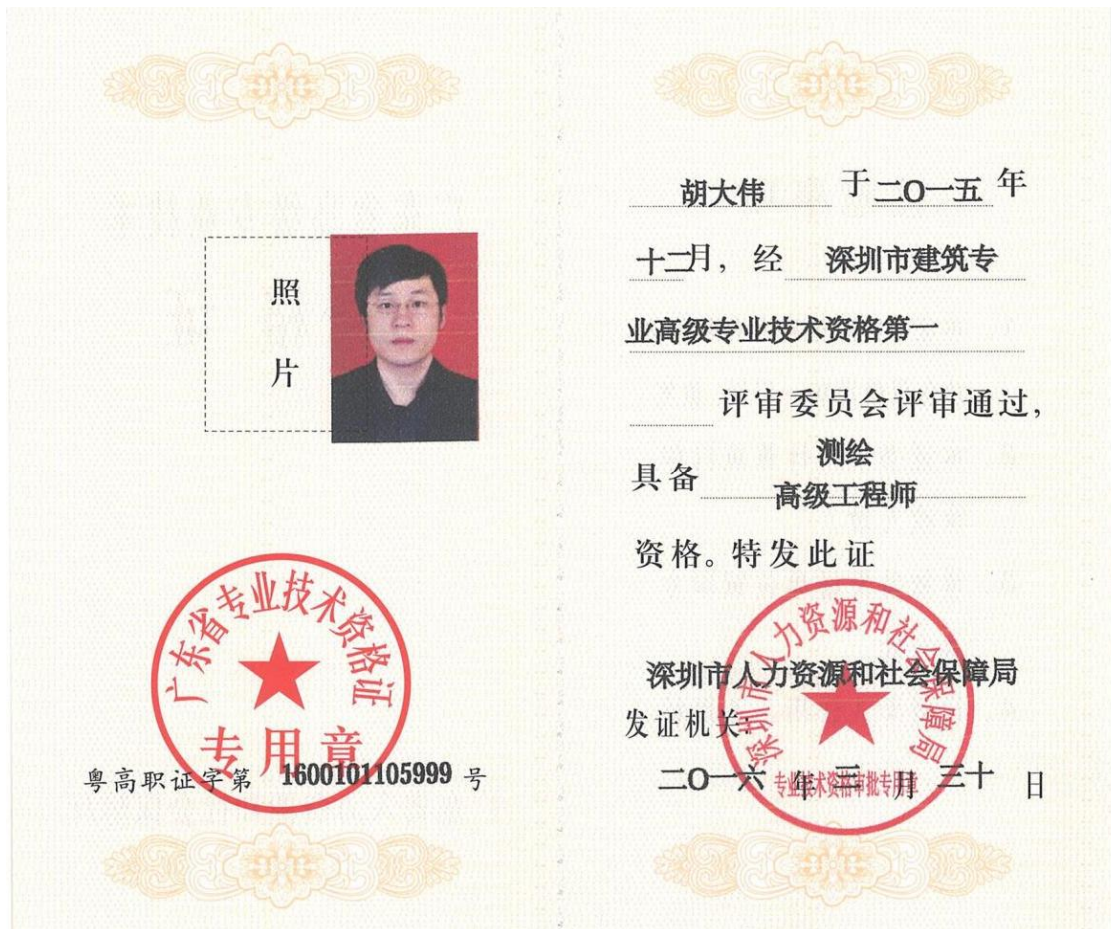 照
片
广东省专业技术资格证
专用章
粤高职证字第 1600101105999 号
胡大伟 于二O一五 年
十二月，经 深圳市建筑专
业高级专业技术资格第一
评审委员会评审通过，
测绘
具备
高级工程师
资格。特发此证
深圳市人力资源和社会保障局
深圳市人力资源和社会保障局
发证机关：
专业技术资格审批专用章
二O一六 年 三 月 三十 日